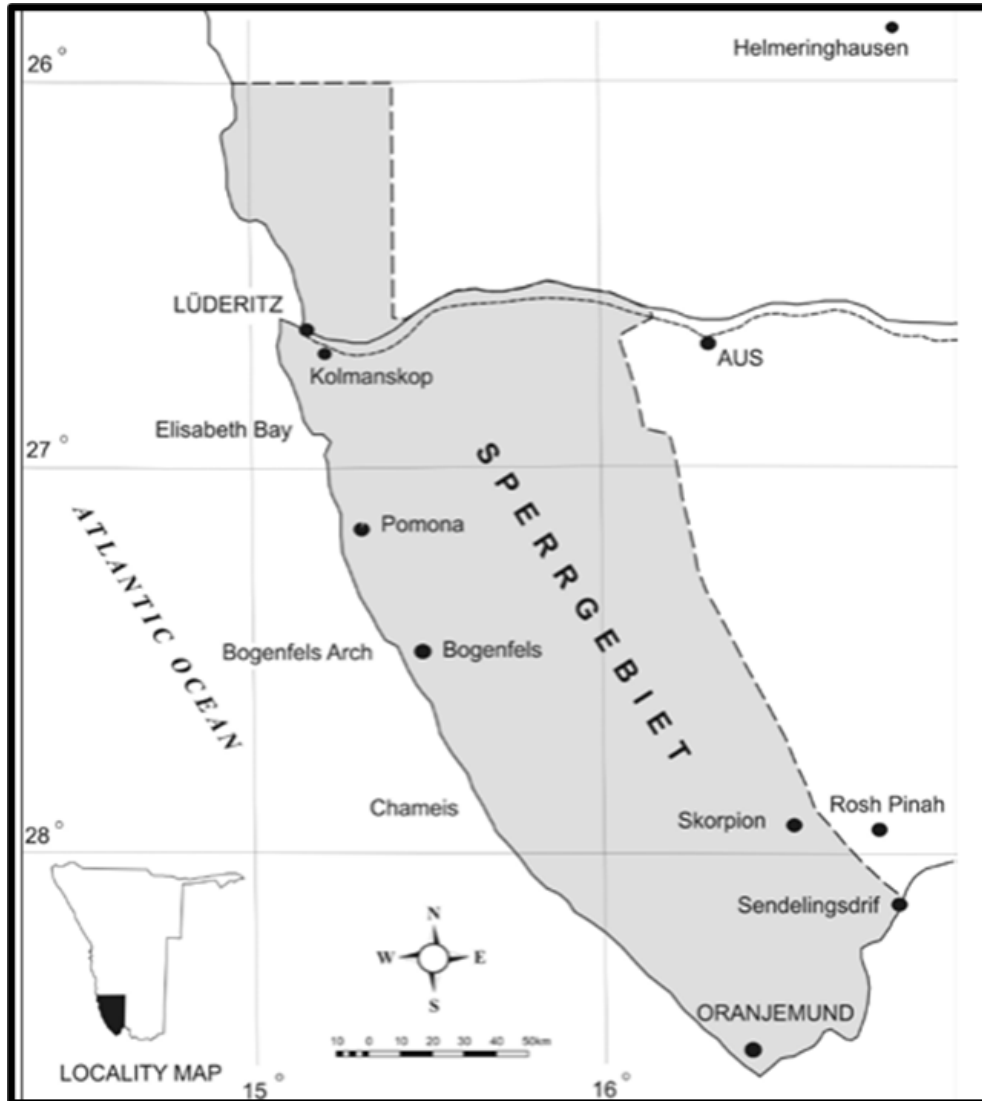 Helmeringhausen
26°
LÜDERITZ
AUS
Kolmanskop
Elisabeth Bay
27°
SPERRGEBIET
Pomona
ATLANTIC OCEAN
Bogenfels Arch
Bogenfels
Chameis
Skorpion
Rosh Pinah
28°
Sendelingsdrif
N
W
E
S
ORANJEMUND
10 0 10 20 30 40 50km
LOCALITY MAP
15°
16°